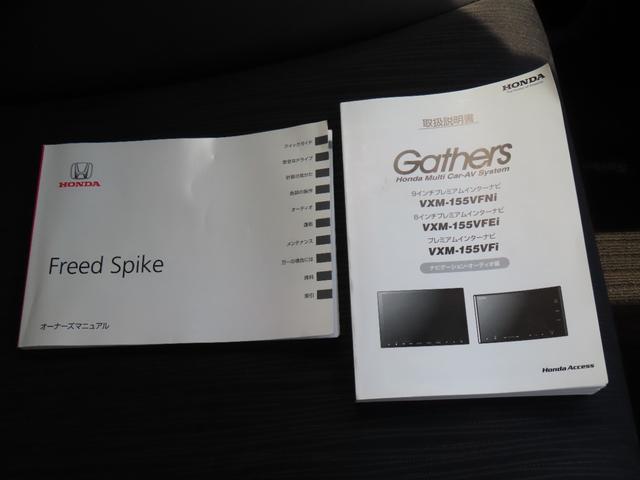 HONDA
Freed Spike
オーナーズマニュアル
クイックガイド
安全なドライブ
計器の見かた
各部の操作
オーディオ
運転
メンテナンス
万一の場合には
資料
索引
HONDA
取扱説明書
Gathers
Honda Multi Car-AV System
9インチプレミアムインターナビ
VXM-155VFNi
8インチプレミアムインターナビ
VXM-155VFEi
プレミアムインターナビ
VXM-155VFi
ナビゲーション・オーディオ編
Honda Access